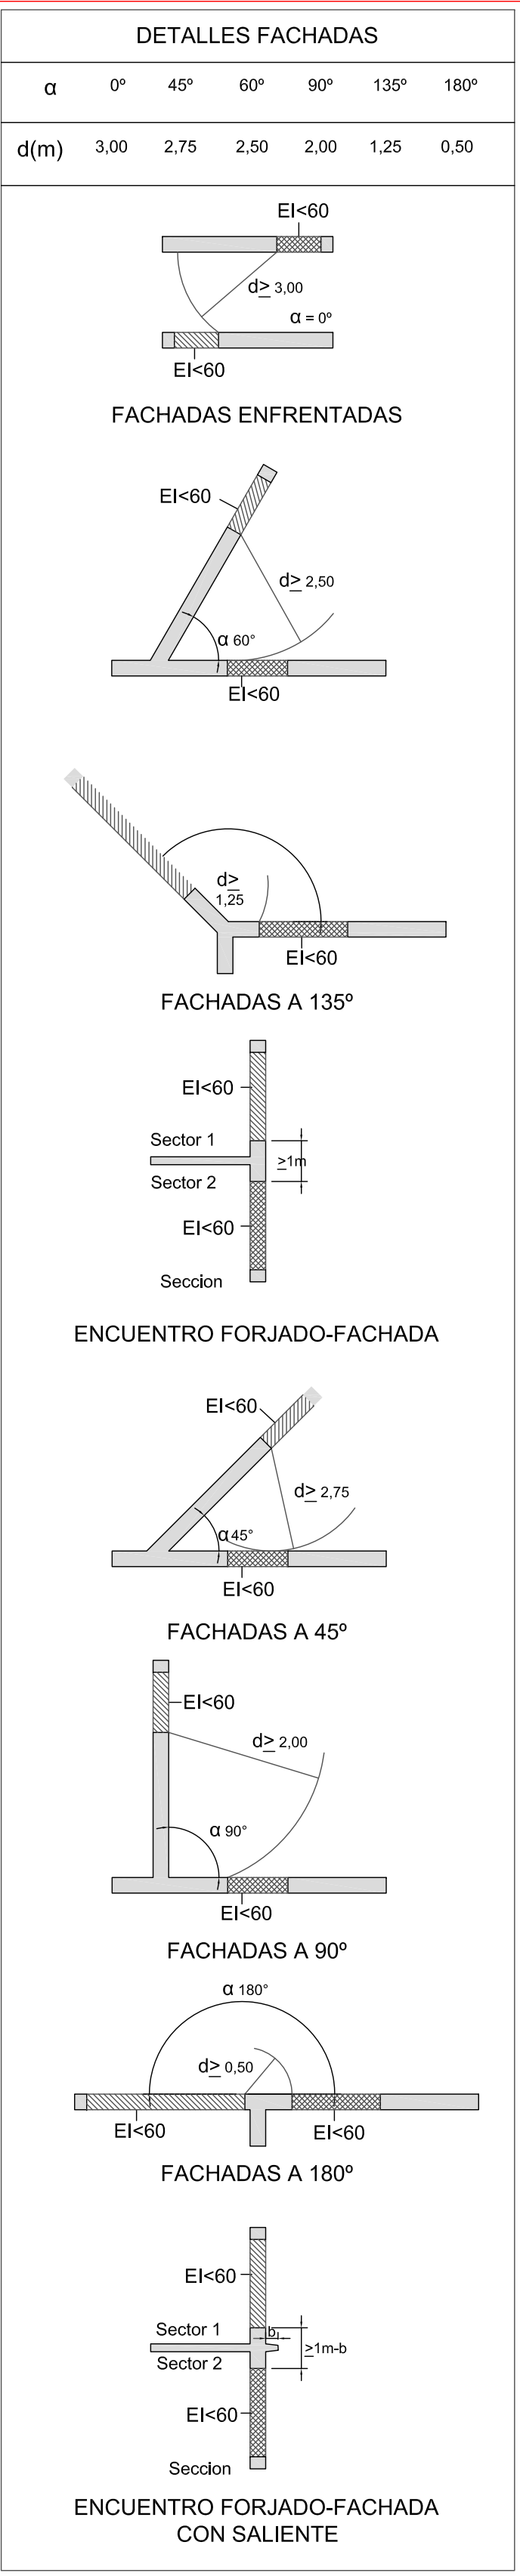 DETALLES FACHADAS
α 0º 45º 60º 90º 135º 180º
d(m) 3,00 2,75 2,50 2,00 1,25 0,50
EI<60
d≥ 3,00
α = 0º
EI<60
FACHADAS ENFRENTADAS
EI<60
d≥ 2,50
α 60°
EI<60
d≥
1,25
EI<60
FACHADAS A 135º
EI<60
Sector 1
≥1m
Sector 2
EI<60
Seccion
ENCUENTRO FORJADO-FACHADA
EI<60
d≥ 2,75
α 45°
EI<60
FACHADAS A 45º
EI<60
d≥ 2,00
α 90°
EI<60
FACHADAS A 90º
α 180°
d≥ 0,50
EI<60 EI<60
FACHADAS A 180º
EI<60
Sector 1
b
≥1m-b
Sector 2
EI<60
Seccion
ENCUENTRO FORJADO-FACHADA
CON SALIENTE